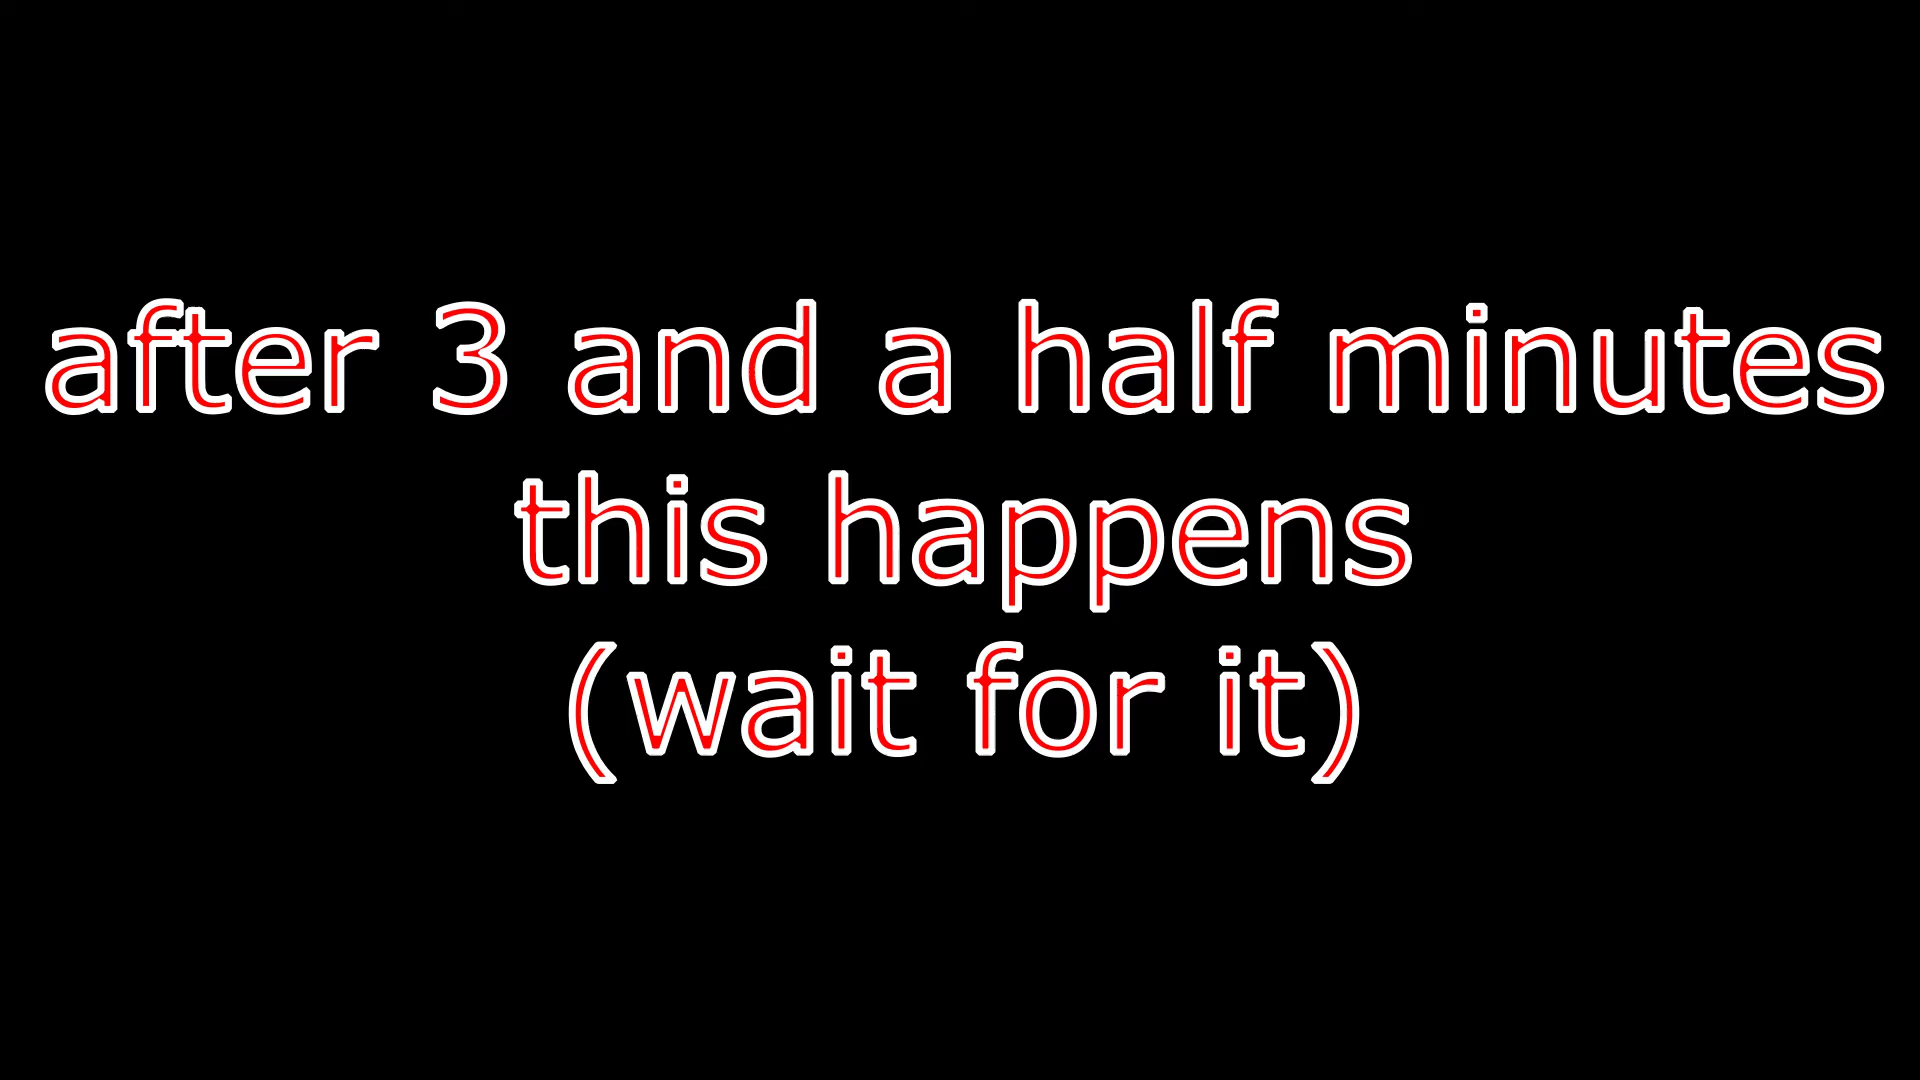 after 3 and a half minutes
this happens
(wait for it)